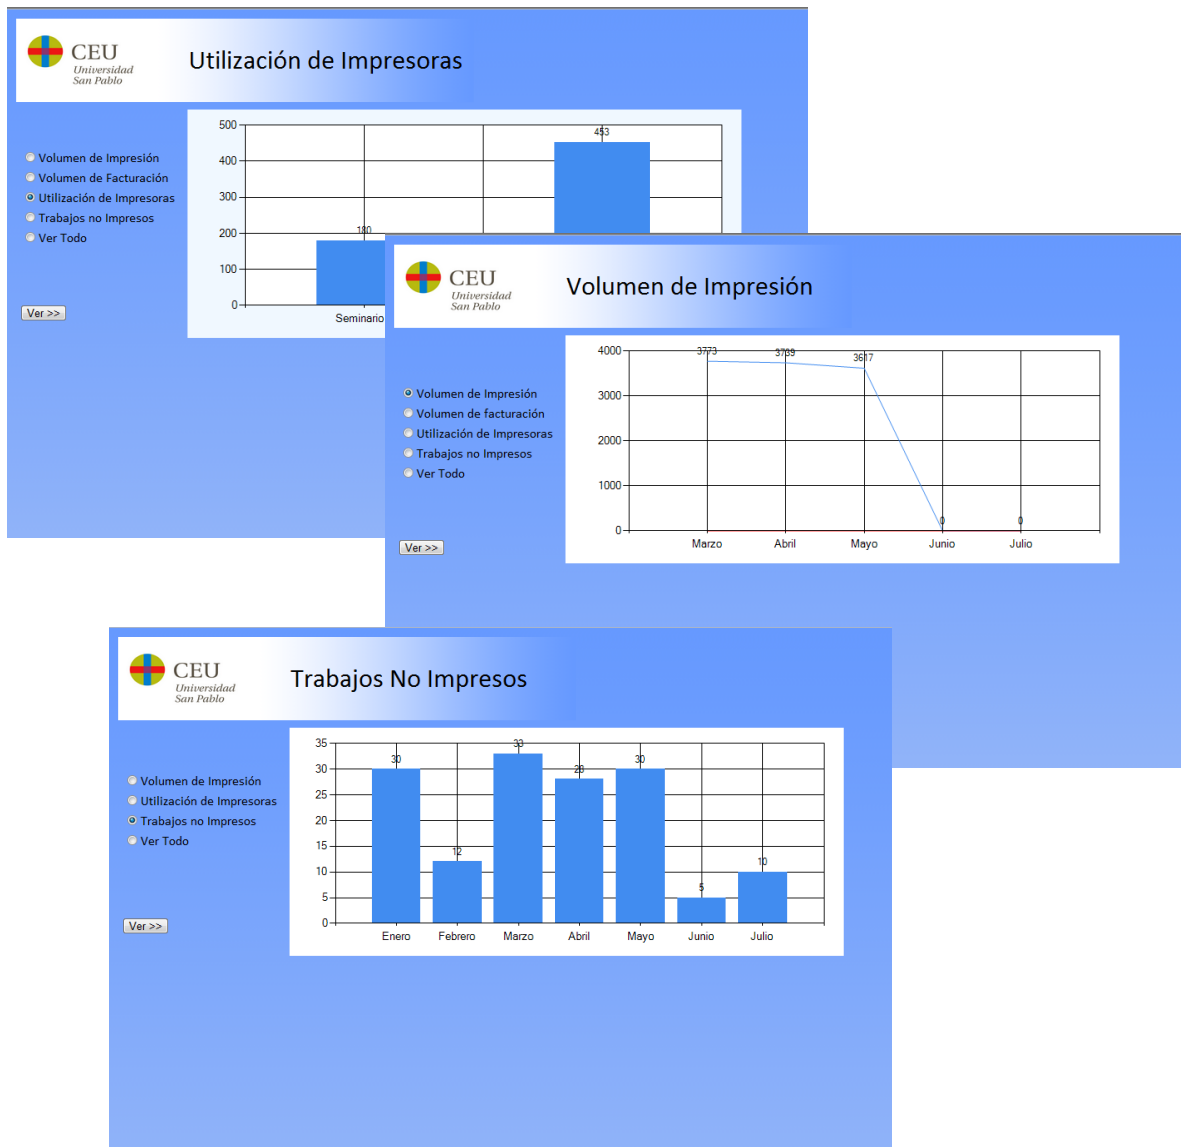 CEU
Universidad
San Pablo
Utilización de Impresoras
Volumen de Impresión
Volumen de Facturación
Utilización de Impresoras
Trabajos no Impresos
Ver Todo
Ver >>
500
400
300
200
100
0
453
180
Seminario
CEU
Universidad
San Pablo
Volumen de Impresión
Volumen de Impresión
Volumen de facturación
Utilización de Impresoras
Trabajos no Impresos
Ver Todo
Ver >>
4000
3000
2000
1000
0
3773
3739
3617
0
0
Marzo Abril Mayo Junio Julio
CEU
Universidad
San Pablo
Trabajos No Impresos
Volumen de Impresión
Utilización de Impresoras
Trabajos no Impresos
Ver Todo
Ver >>
35
30
25
20
15
10
5
0
30
12
33
28
30
5
10
Enero Febrero Marzo Abril Mayo Junio Julio